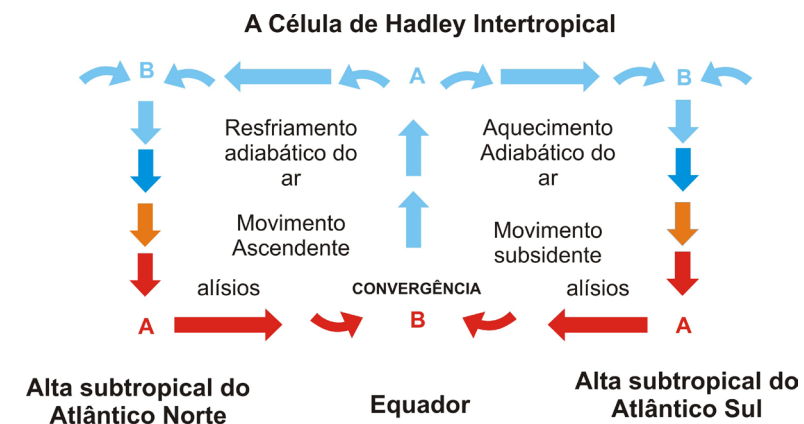 A Célula de Hadley Intertropical
B
A
B
Resfriamento
adiabático do
ar
Aquecimento
Adiabático do
ar
Movimento
Ascendente
Movimento
subsidente
alísios
CONVERGÊNCIA
alísios
A
B
A
Alta subtropical do
Atlântico Norte
Equador
Alta subtropical do
Atlântico Sul